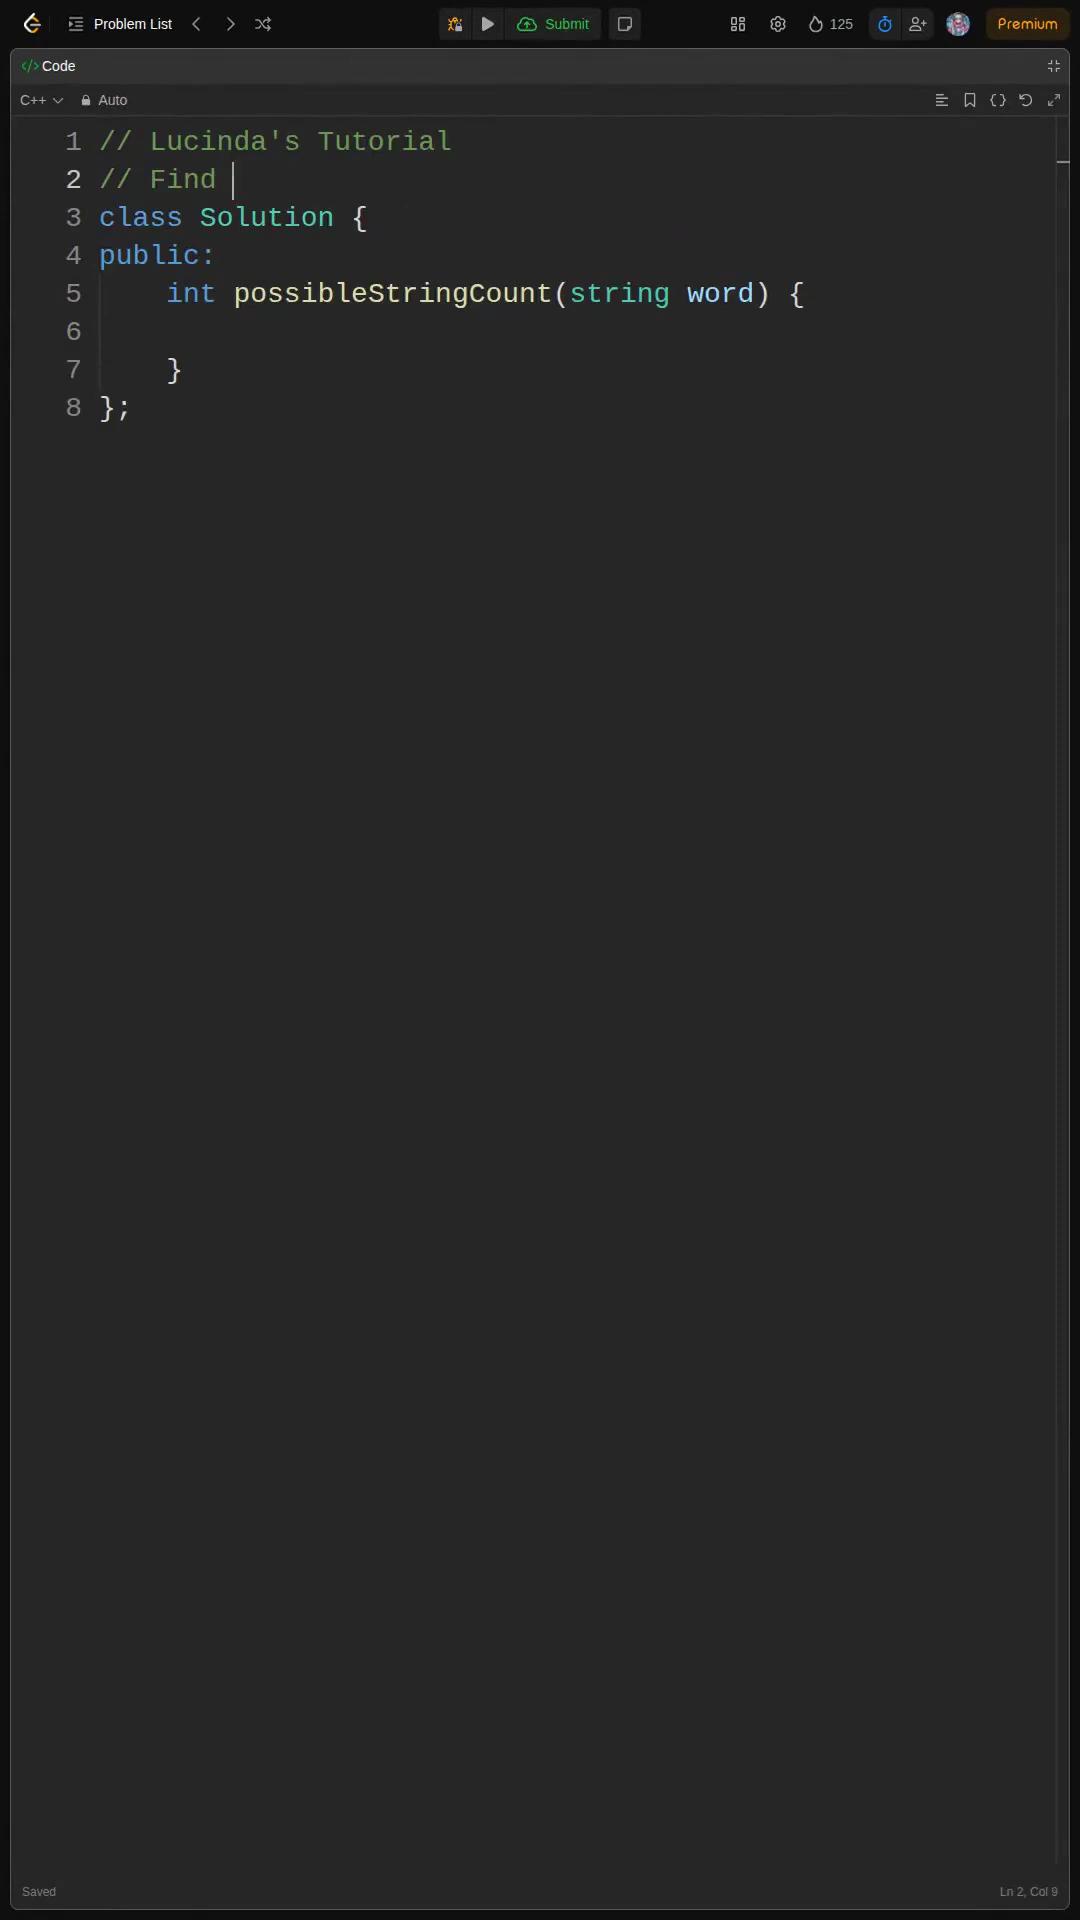 Problem List
Submit
125
Premium
</> Code
C++
Auto
1 // Lucinda's Tutorial
2 // Find
3 class Solution {
4 public:
5     int possibleStringCount(string word) {
6
7     }
8 };
Saved
Ln 2, Col 9